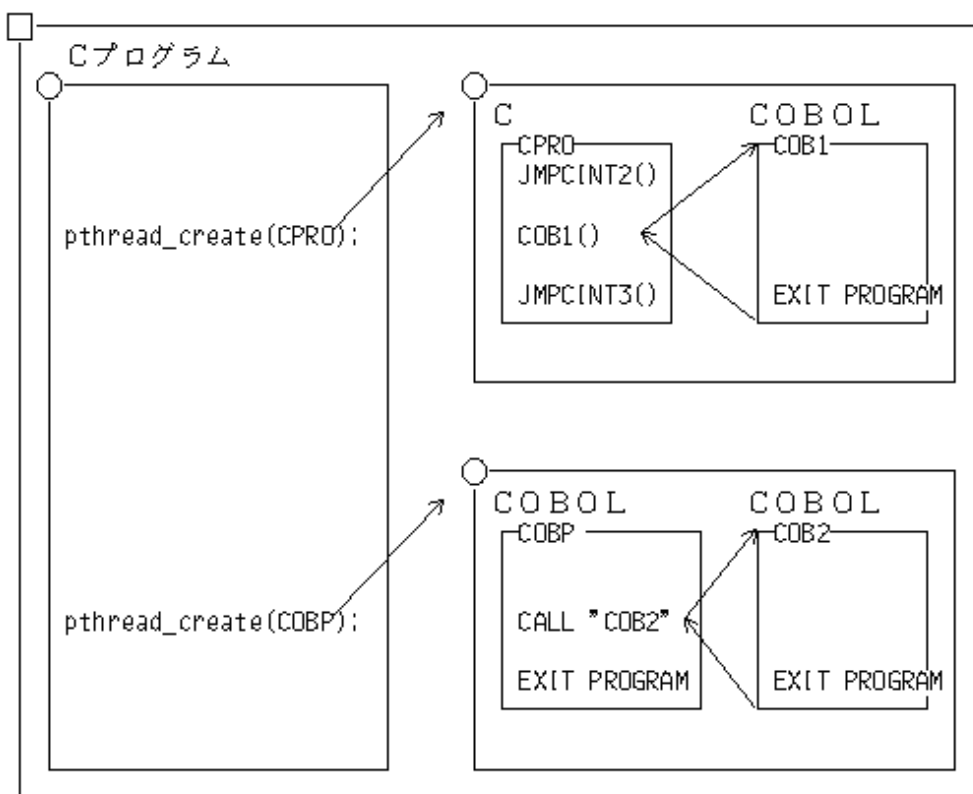 Cプログラム
pthread_create(CPRO);
C
COBOL
CPRO
COB1
JMPCINT2()
COB1()
JMPCINT3()
EXIT PROGRAM
pthread_create(COBP);
COBOL
COBOL
COBP
COB2
CALL "COB2"
EXIT PROGRAM
EXIT PROGRAM